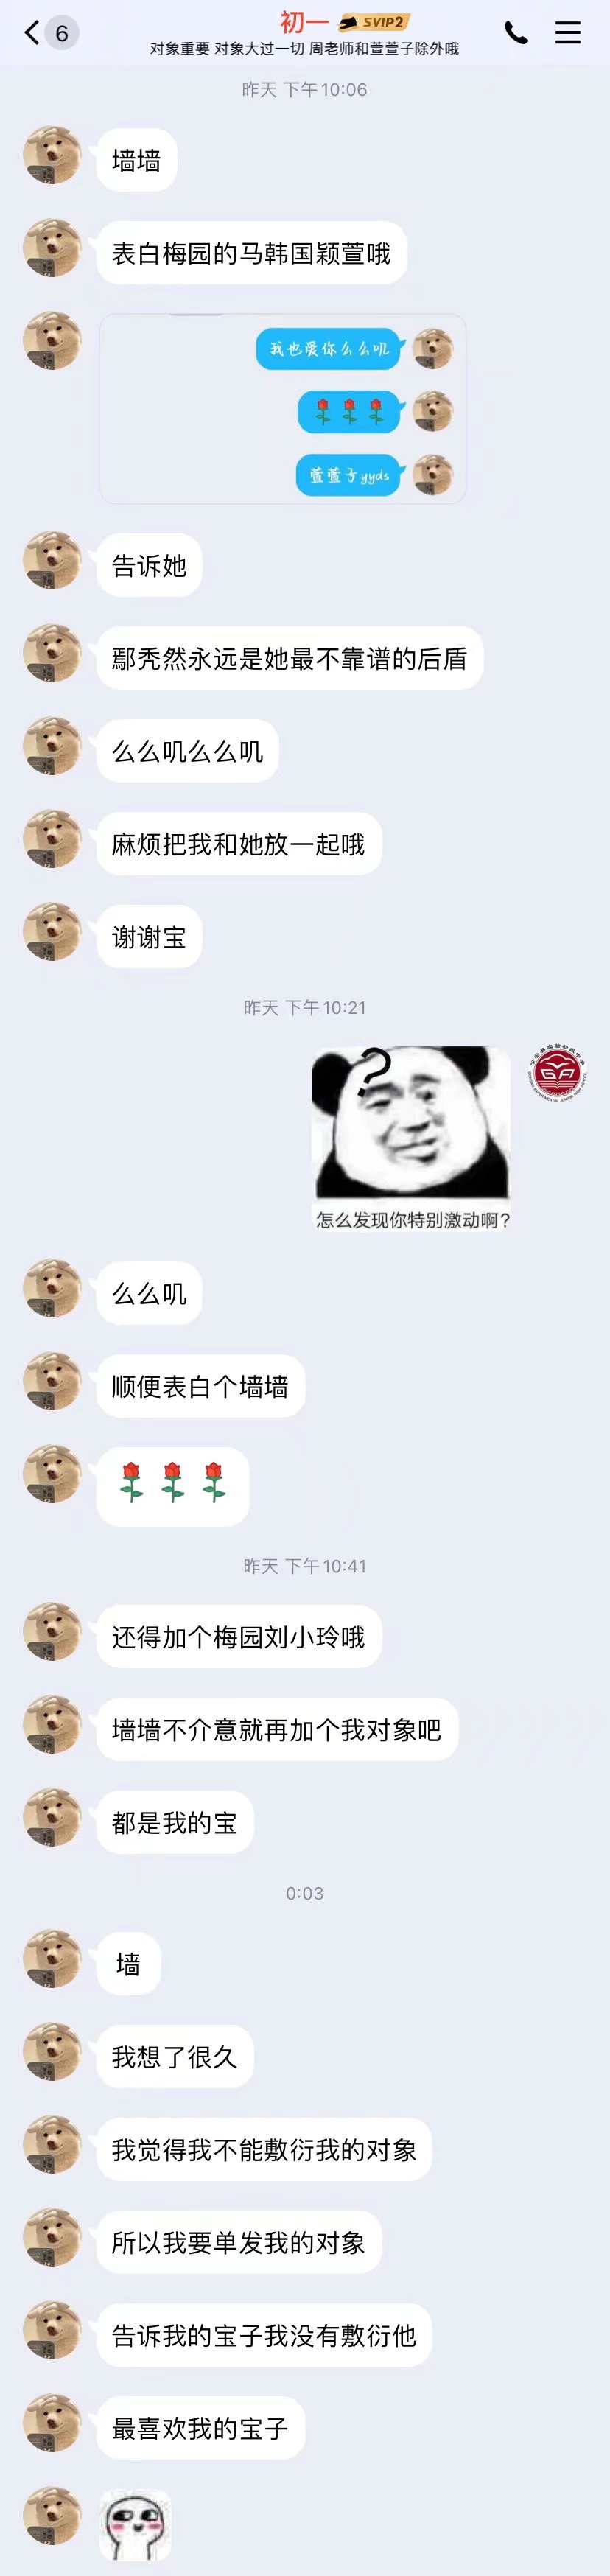 6
初一 SVIP2
对象重要 对象大过一切 周老师和萱萱子除外哦
昨天 下午10:06
墙墙
表白梅园的马韩国颖萱哦
我也爱你么么叽
萱萱子yyds
告诉她
鄢秃然永远是她最不靠谱的后盾
么么叽么么叽
麻烦把我和她放一起哦
谢谢宝
昨天 下午10:21
?
怎么发现你特别激动啊?
么么叽
顺便表白个墙墙
昨天 下午10:41
还得加个梅园刘小玲哦
墙墙不介意就再加个我对象吧
都是我的宝
0:03
墙
我想了很久
我觉得我不能敷衍我的对象
所以我要单发我的对象
告诉我的宝子我没有敷衍他
最喜欢我的宝子